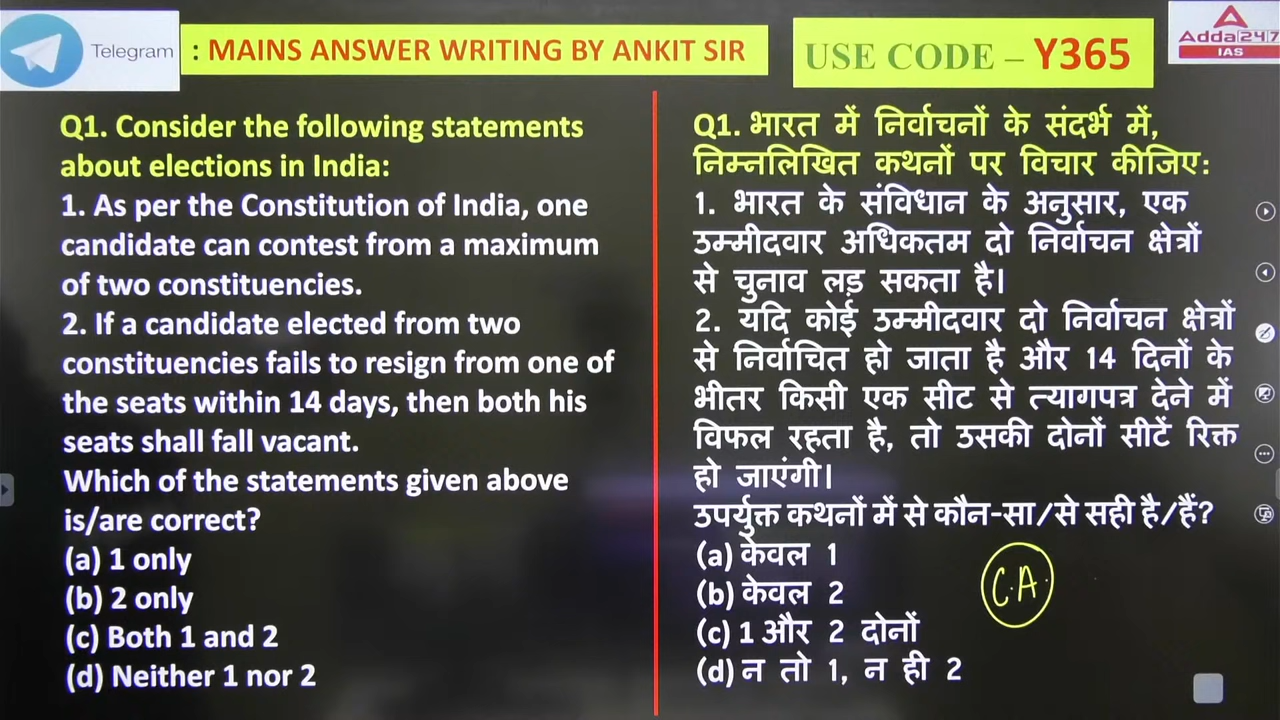 Telegram
: MAINS ANSWER WRITING BY ANKIT SIR
USE CODE – Y365
Adda247
IAS
Q1. Consider the following statements
about elections in India:
1. As per the Constitution of India, one
candidate can contest from a maximum
of two constituencies.
2. If a candidate elected from two
constituencies fails to resign from one of
the seats within 14 days, then both his
seats shall fall vacant.
Which of the statements given above
is/are correct?
(a) 1 only
(b) 2 only
(c) Both 1 and 2
(d) Neither 1 nor 2
Q1. भारत में निर्वाचनों के संदर्भ में,
निम्नलिखित कथनों पर विचार कीजिए:
1. भारत के संविधान के अनुसार, एक
उम्मीदवार अधिकतम दो निर्वाचन क्षेत्रों
से चुनाव लड़ सकता है।
2. यदि कोई उम्मीदवार दो निर्वाचन क्षेत्रों
से निर्वाचित हो जाता है और 14 दिनों के
भीतर किसी एक सीट से त्यागपत्र देने में
विफल रहता है, तो उसकी दोनों सीटें रिक्त
हो जाएंगी।
उपर्युक्त कथनों में से कौन-सा/से सही है/हैं?
(a) केवल 1
(b) केवल 2
(c) 1 और 2 दोनों
(d) न तो 1, न ही 2
C.A.